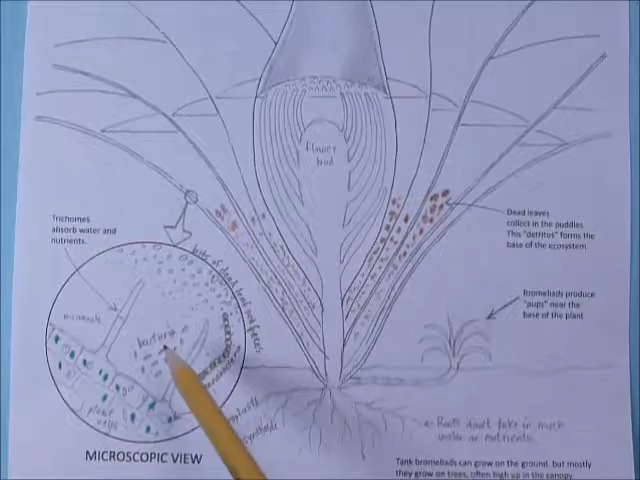 flower
bud
Trichomes
absorb water and
nutrients.
Dead leaves
collect in the puddles.
This "detritus" forms the
base of the ecosystem.
bits of dead leaf and feces
Bromeliads produce
"pups" near the
base of the plant
minerals
bacteria
plant
cells
Roots don't take in much
water or nutrients.
MICROSCOPIC VIEW
Tank bromeliads can grow on the ground, but mostly
they grow on trees, often high up in the canopy